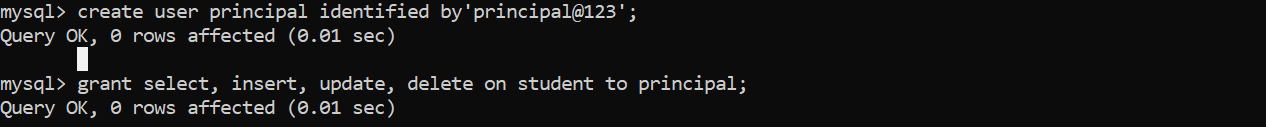 mysql> create user principal identified by'principal@123';
Query OK, 0 rows affected (0.01 sec)
mysql> grant select, insert, update, delete on student to principal;
Query OK, 0 rows affected (0.01 sec)